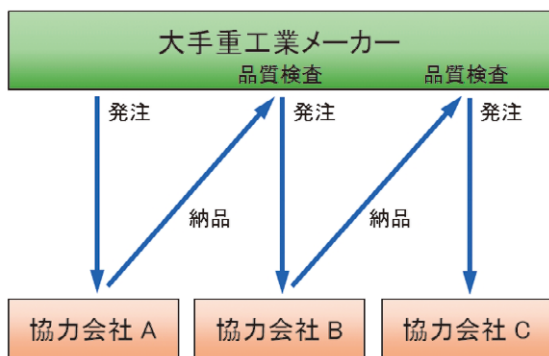 大手重工業メーカー
品質検査 品質検査
発注 発注 発注
納品 納品
協力会社 A 協力会社 B 協力会社 C